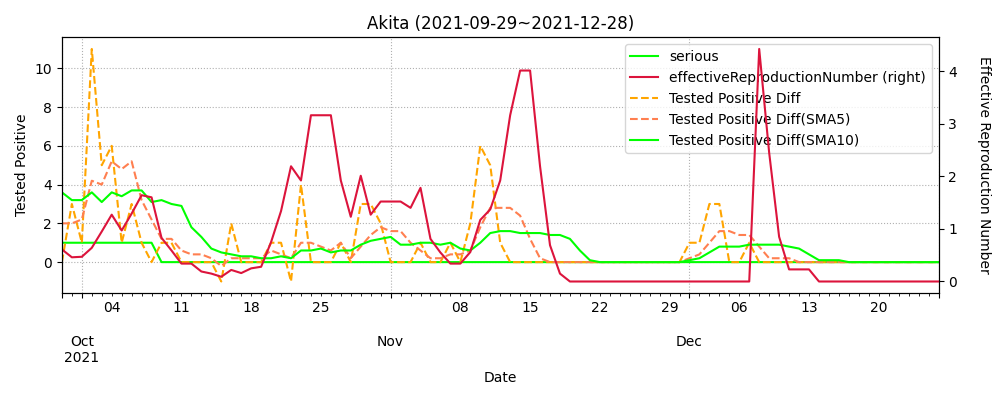 Akita (2021-09-29~2021-12-28)
serious
effectiveReproductionNumber (right)
Tested Positive Diff
Tested Positive Diff(SMA5)
Tested Positive Diff(SMA10)
Tested Positive
10
8
6
4
2
0
4
3
2
1
0
Effective Reproduction Number
04 11 18 25 08 15 22 29 06 13 20
Oct Nov Dec
2021
Date